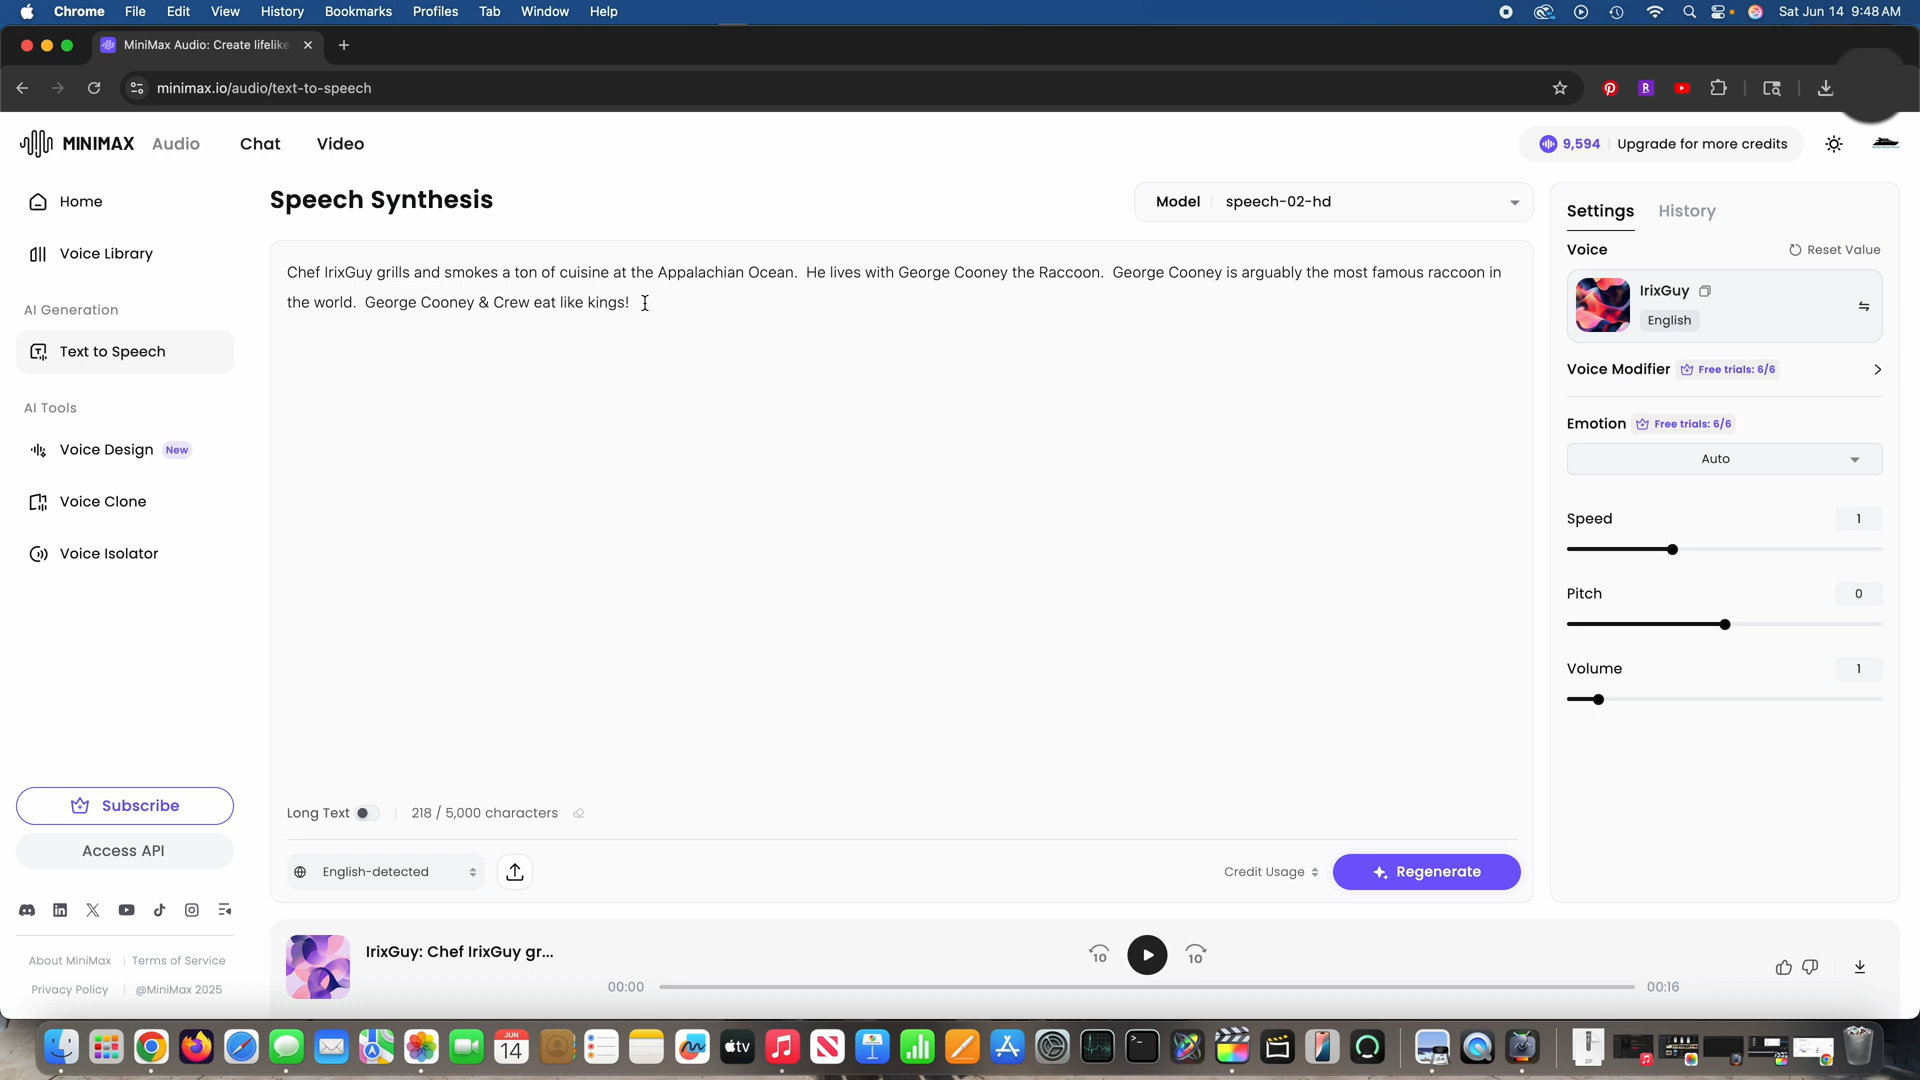 Chrome File Edit View History Bookmarks Profiles Tab Window Help Sat Jun 14 9:48 AM
MiniMax Audio: Create lifelike
minimax.io/audio/text-to-speech
MINIMAX Audio Chat Video 9,594 Upgrade for more credits
Home
Voice Library
AI Generation
Text to Speech
AI Tools
Voice Design New
Voice Clone
Voice Isolator
Subscribe
Access API
About MiniMax Terms of Service
Privacy Policy @MiniMax 2025
Speech Synthesis
Model speech-02-hd
Chef IrixGuy grills and smokes a ton of cuisine at the Appalachian Ocean.  He lives with George Cooney the Raccoon.  George Cooney is arguably the most famous raccoon in
the world.  George Cooney & Crew eat like kings!
Long Text 218 / 5,000 characters
English-detected
Credit Usage Regenerate
Settings History
Voice Reset Value
IrixGuy
English
Voice Modifier Free trials: 6/6
Emotion Free trials: 6/6
Auto
Speed 1
Pitch 0
Volume 1
IrixGuy: Chef IrixGuy gr...
10 10
00:00 00:16
tv
JUN
14
ZIP